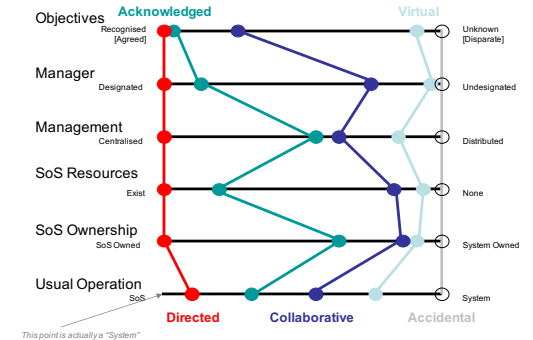 Objectives
Acknowledged
Virtual
Recognised
[Agreed]
Unknown
[Disparate]
Manager
Designated
Undesignated
Management
Centralised
Distributed
SoS Resources
Exist
None
SoS Ownership
SoS Owned
System Owned
Usual Operation
SoS
System
Directed
Collaborative
Accidental
This point is actually a "System"